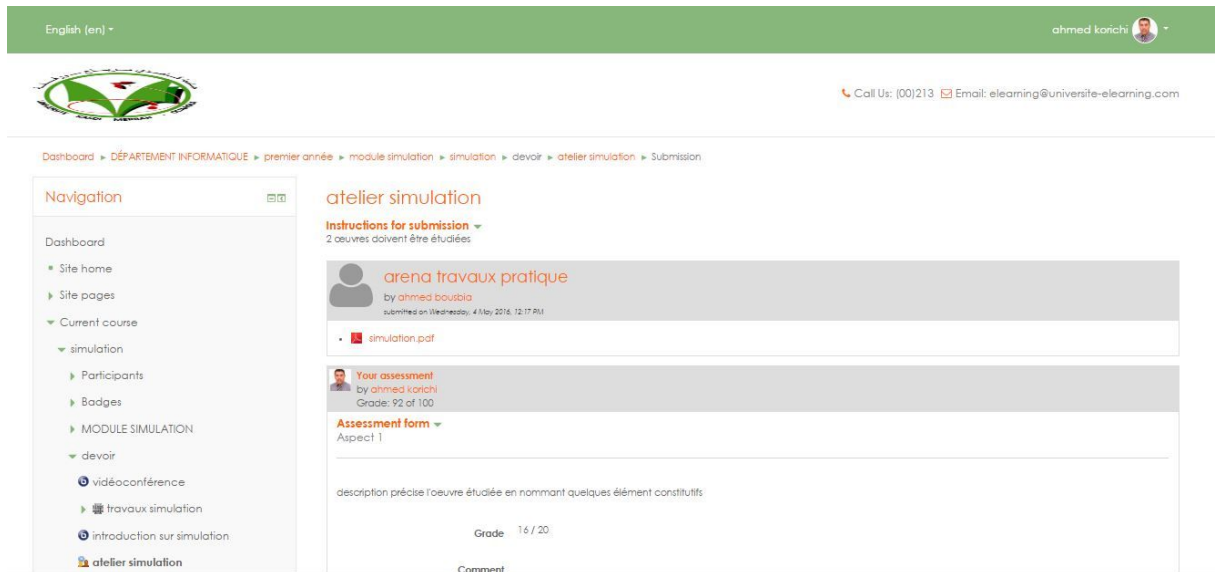 English (en)
ahmed korichi
Call Us: (00)213 Email: elearning@universite-elearning.com
Dashboard ▸ DÉPARTEMENT INFORMATIQUE ▸ premier année ▸ module simulation ▸ simulation ▸ devoir ▸ atelier simulation ▸ Submission
Navigation
Dashboard
Site home
Site pages
Current course
simulation
Participants
Badges
MODULE SIMULATION
devoir
vidéoconférence
travaux simulation
introduction sur simulation
atelier simulation
atelier simulation
Instructions for submission
2 œuvres doivent être étudiées
arena travaux pratique
by ahmed bousbia
submitted on Wednesday, 4 May 2016, 12:17 PM
simulation.pdf
Your assessment
by ahmed korichi
Grade: 92 of 100
Assessment form
Aspect 1
description précise l'oeuvre étudiée en nommant quelques élément constitutifs
Grade 16 / 20
Comment